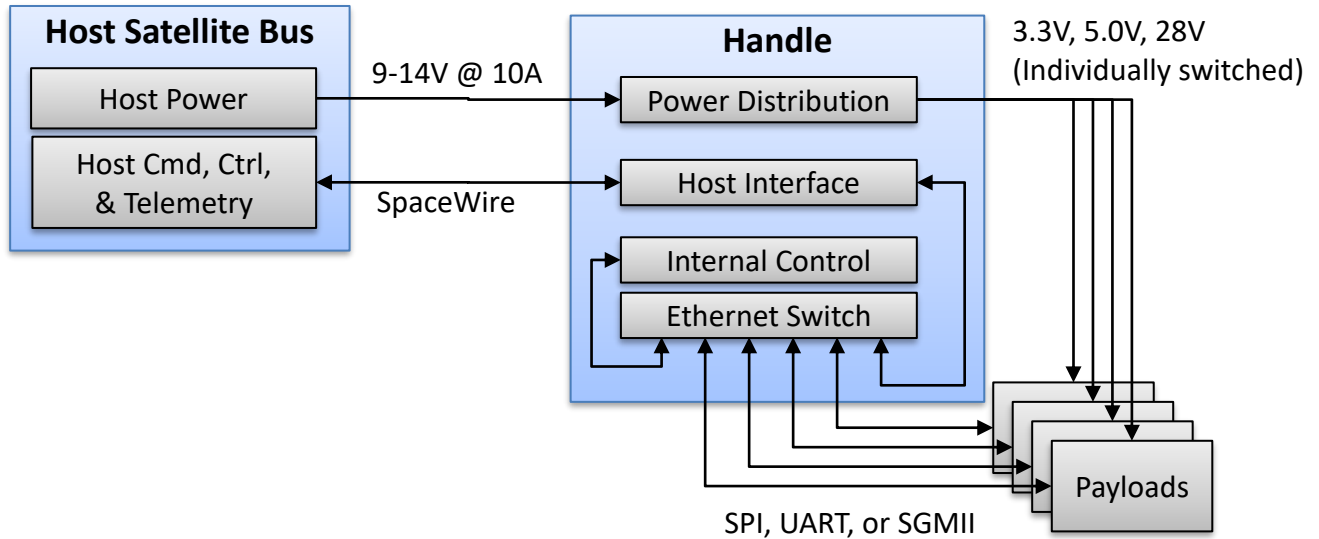 Host Satellite Bus
Host Power
Host Cmd, Ctrl,
& Telemetry
9-14V @ 10A
SpaceWire
Handle
Power Distribution
Host Interface
Internal Control
Ethernet Switch
3.3V, 5.0V, 28V
(Individually switched)
Payloads
SPI, UART, or SGMII